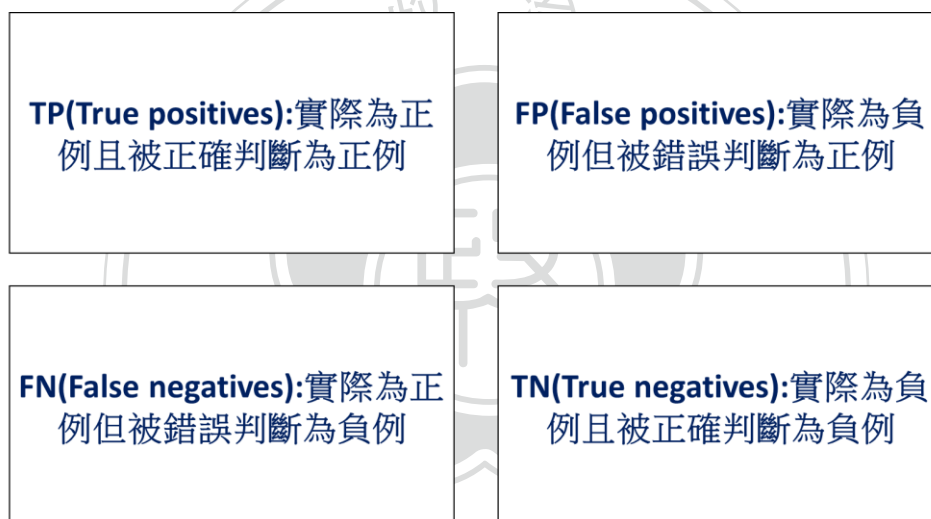 TP(True positives):實際為正
例且被正確判斷為正例
FP(False positives):實際為負
例但被錯誤判斷為正例
FN(False negatives):實際為正
例但被錯誤判斷為負例
TN(True negatives):實際為負
例且被正確判斷為負例